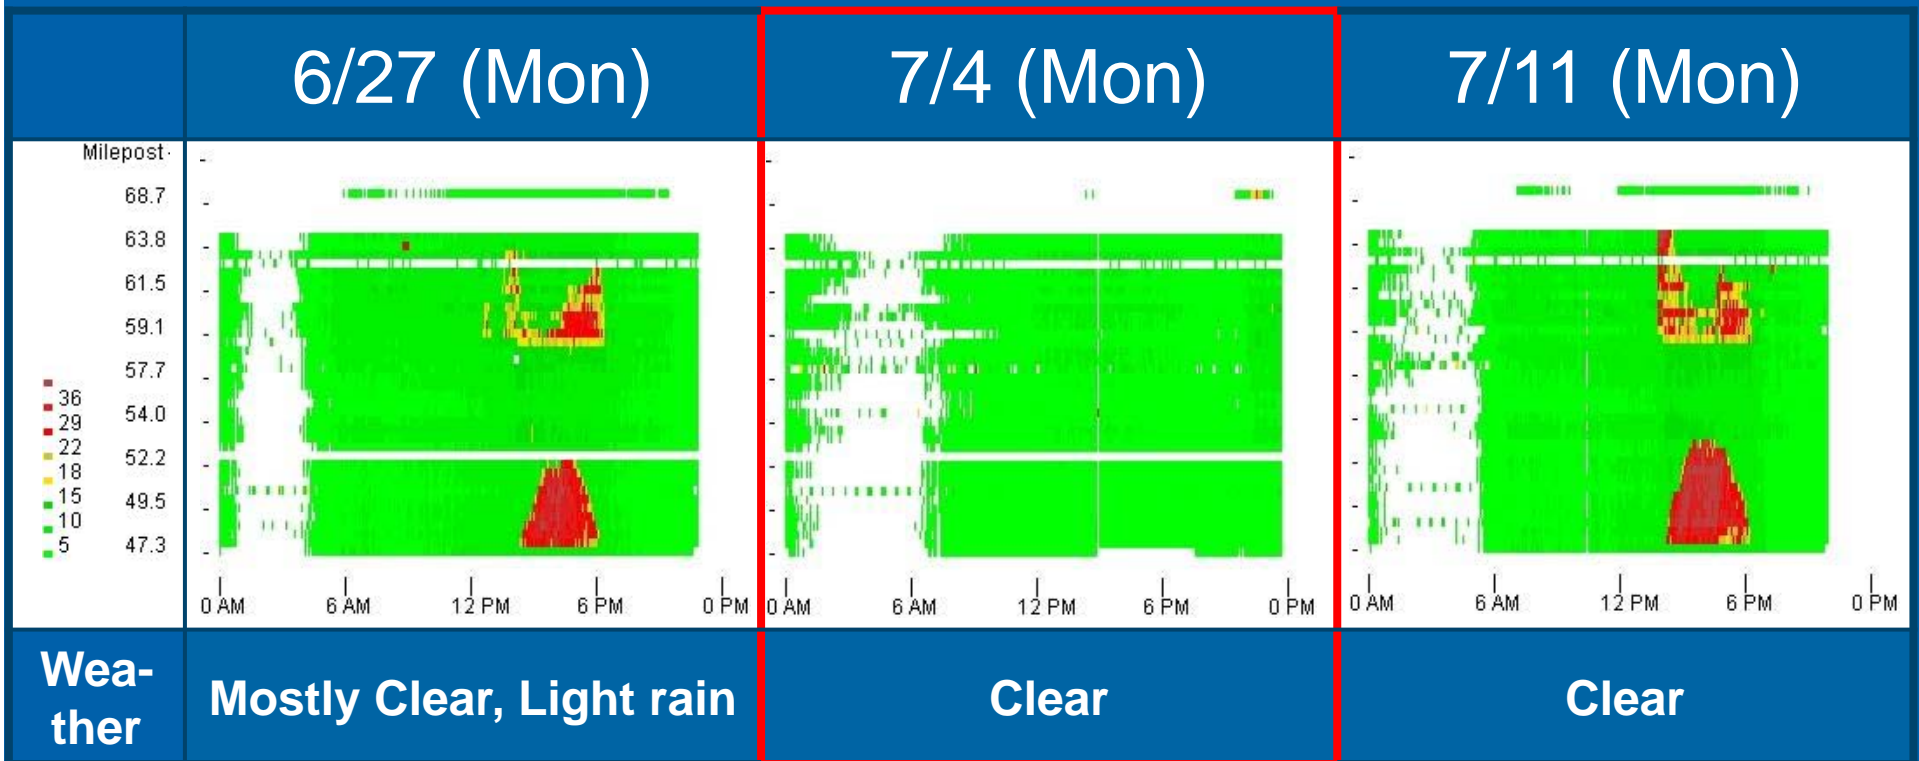 6/27 (Mon)
7/4 (Mon)
7/11 (Mon)
Milepost
68.7
63.8
61.5
59.1
57.7
54.0
52.2
49.5
47.3
36
29
22
18
15
10
5
0 AM 6 AM 12 PM 6 PM 0 PM
0 AM 6 AM 12 PM 6 PM 0 PM
0 AM 6 AM 12 PM 6 PM 0 PM
Wea-
ther
Mostly Clear, Light rain
Clear
Clear